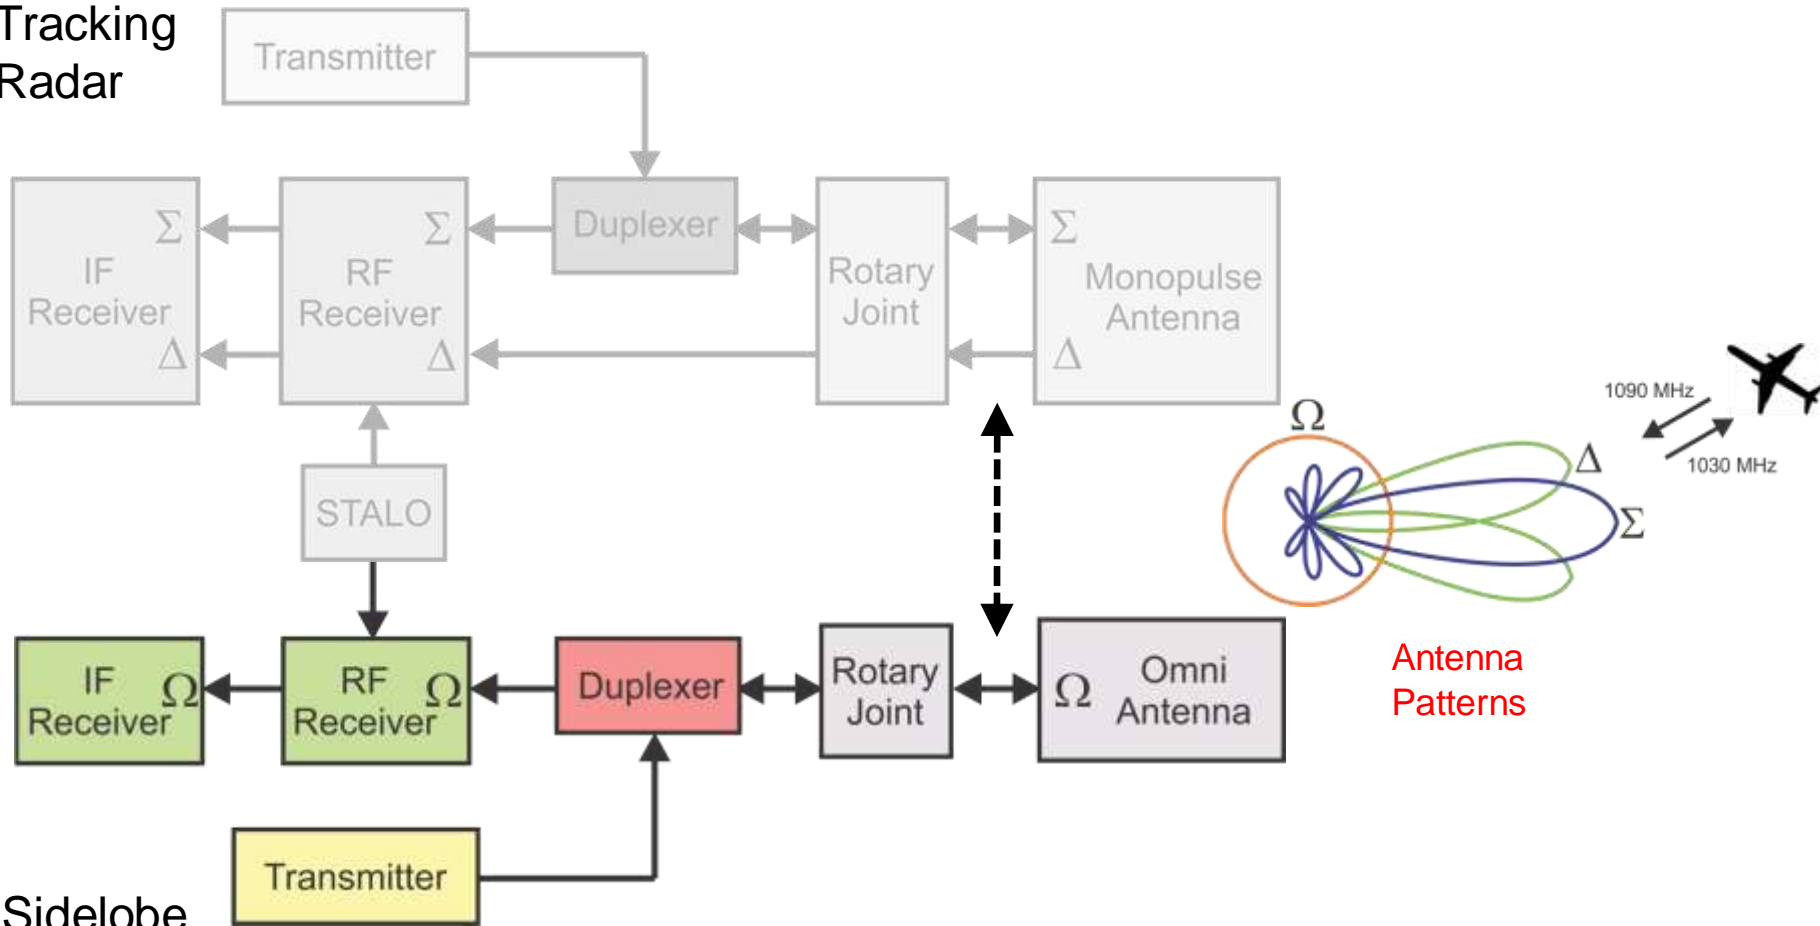 Tracking
Radar
Transmitter
Σ
IF
Receiver
Δ
Σ
RF
Receiver
Δ
Duplexer
Rotary
Joint
Σ
Monopulse
Antenna
Δ
STALO
1090 MHz
1030 MHz
Ω
Δ
Σ
Antenna
Patterns
IF
Receiver
Ω
RF
Receiver
Ω
Duplexer
Rotary
Joint
Ω
Omni
Antenna
Transmitter
Sidelobe